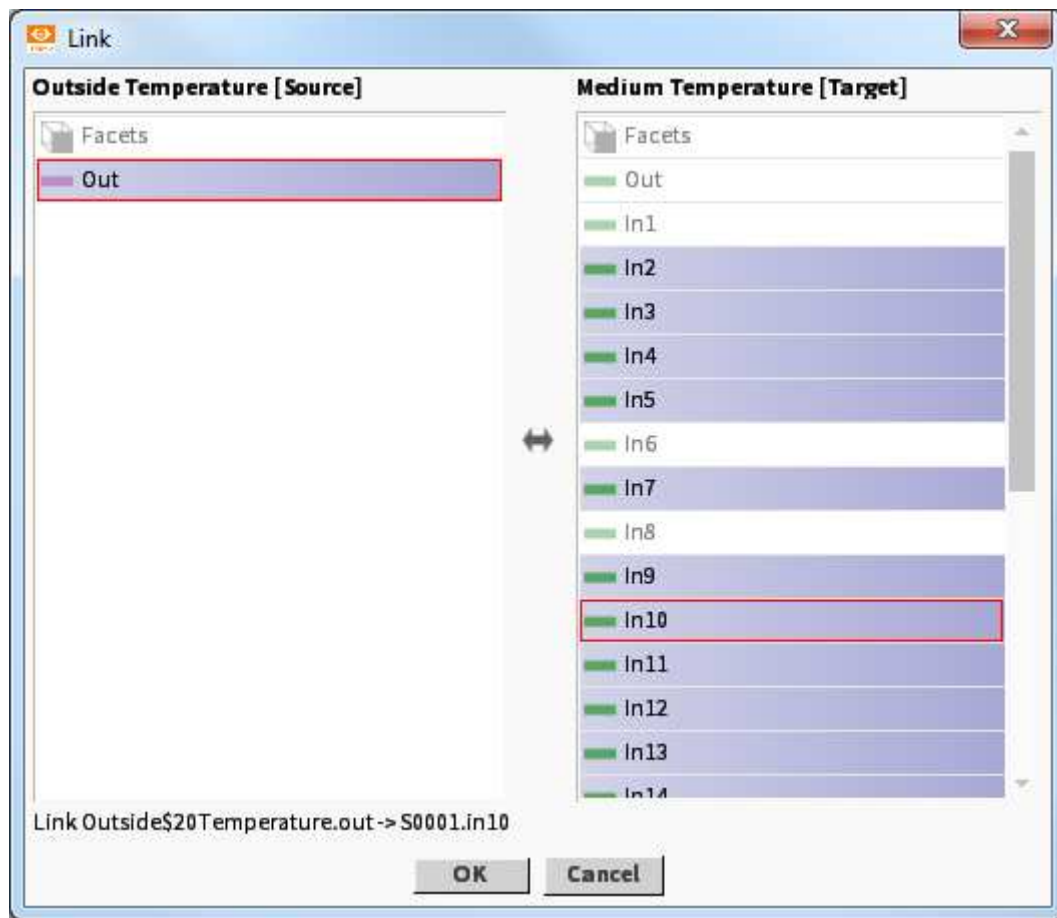 Link
Outside Temperature [Source]
Medium Temperature [Target]
Facets
Out
Facets
Out
In1
In2
In3
In4
In5
In6
In7
In8
In9
In10
In11
In12
In13
In14
Link Outside$20Temperature.out -> S0001.in10
OK
Cancel